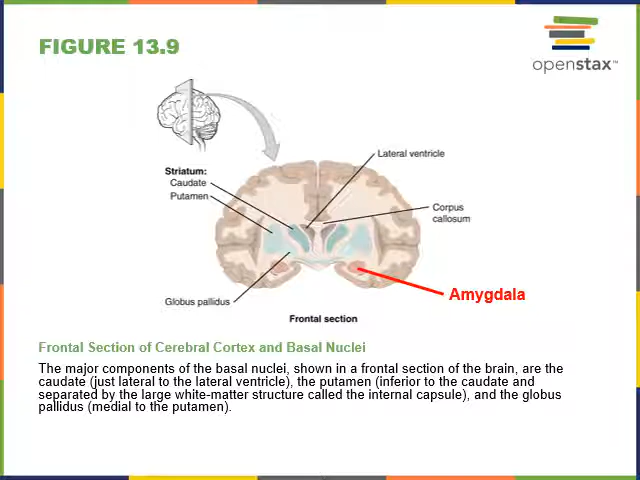 FIGURE 13.9
openstax™
Lateral ventricle
Striatum:
Caudate
Putamen
Corpus
callosum
Globus pallidus
Amygdala
Frontal section
Frontal Section of Cerebral Cortex and Basal Nuclei
The major components of the basal nuclei, shown in a frontal section of the brain, are the
caudate (just lateral to the lateral ventricle), the putamen (inferior to the caudate and
separated by the large white-matter structure called the internal capsule), and the globus
pallidus (medial to the putamen).